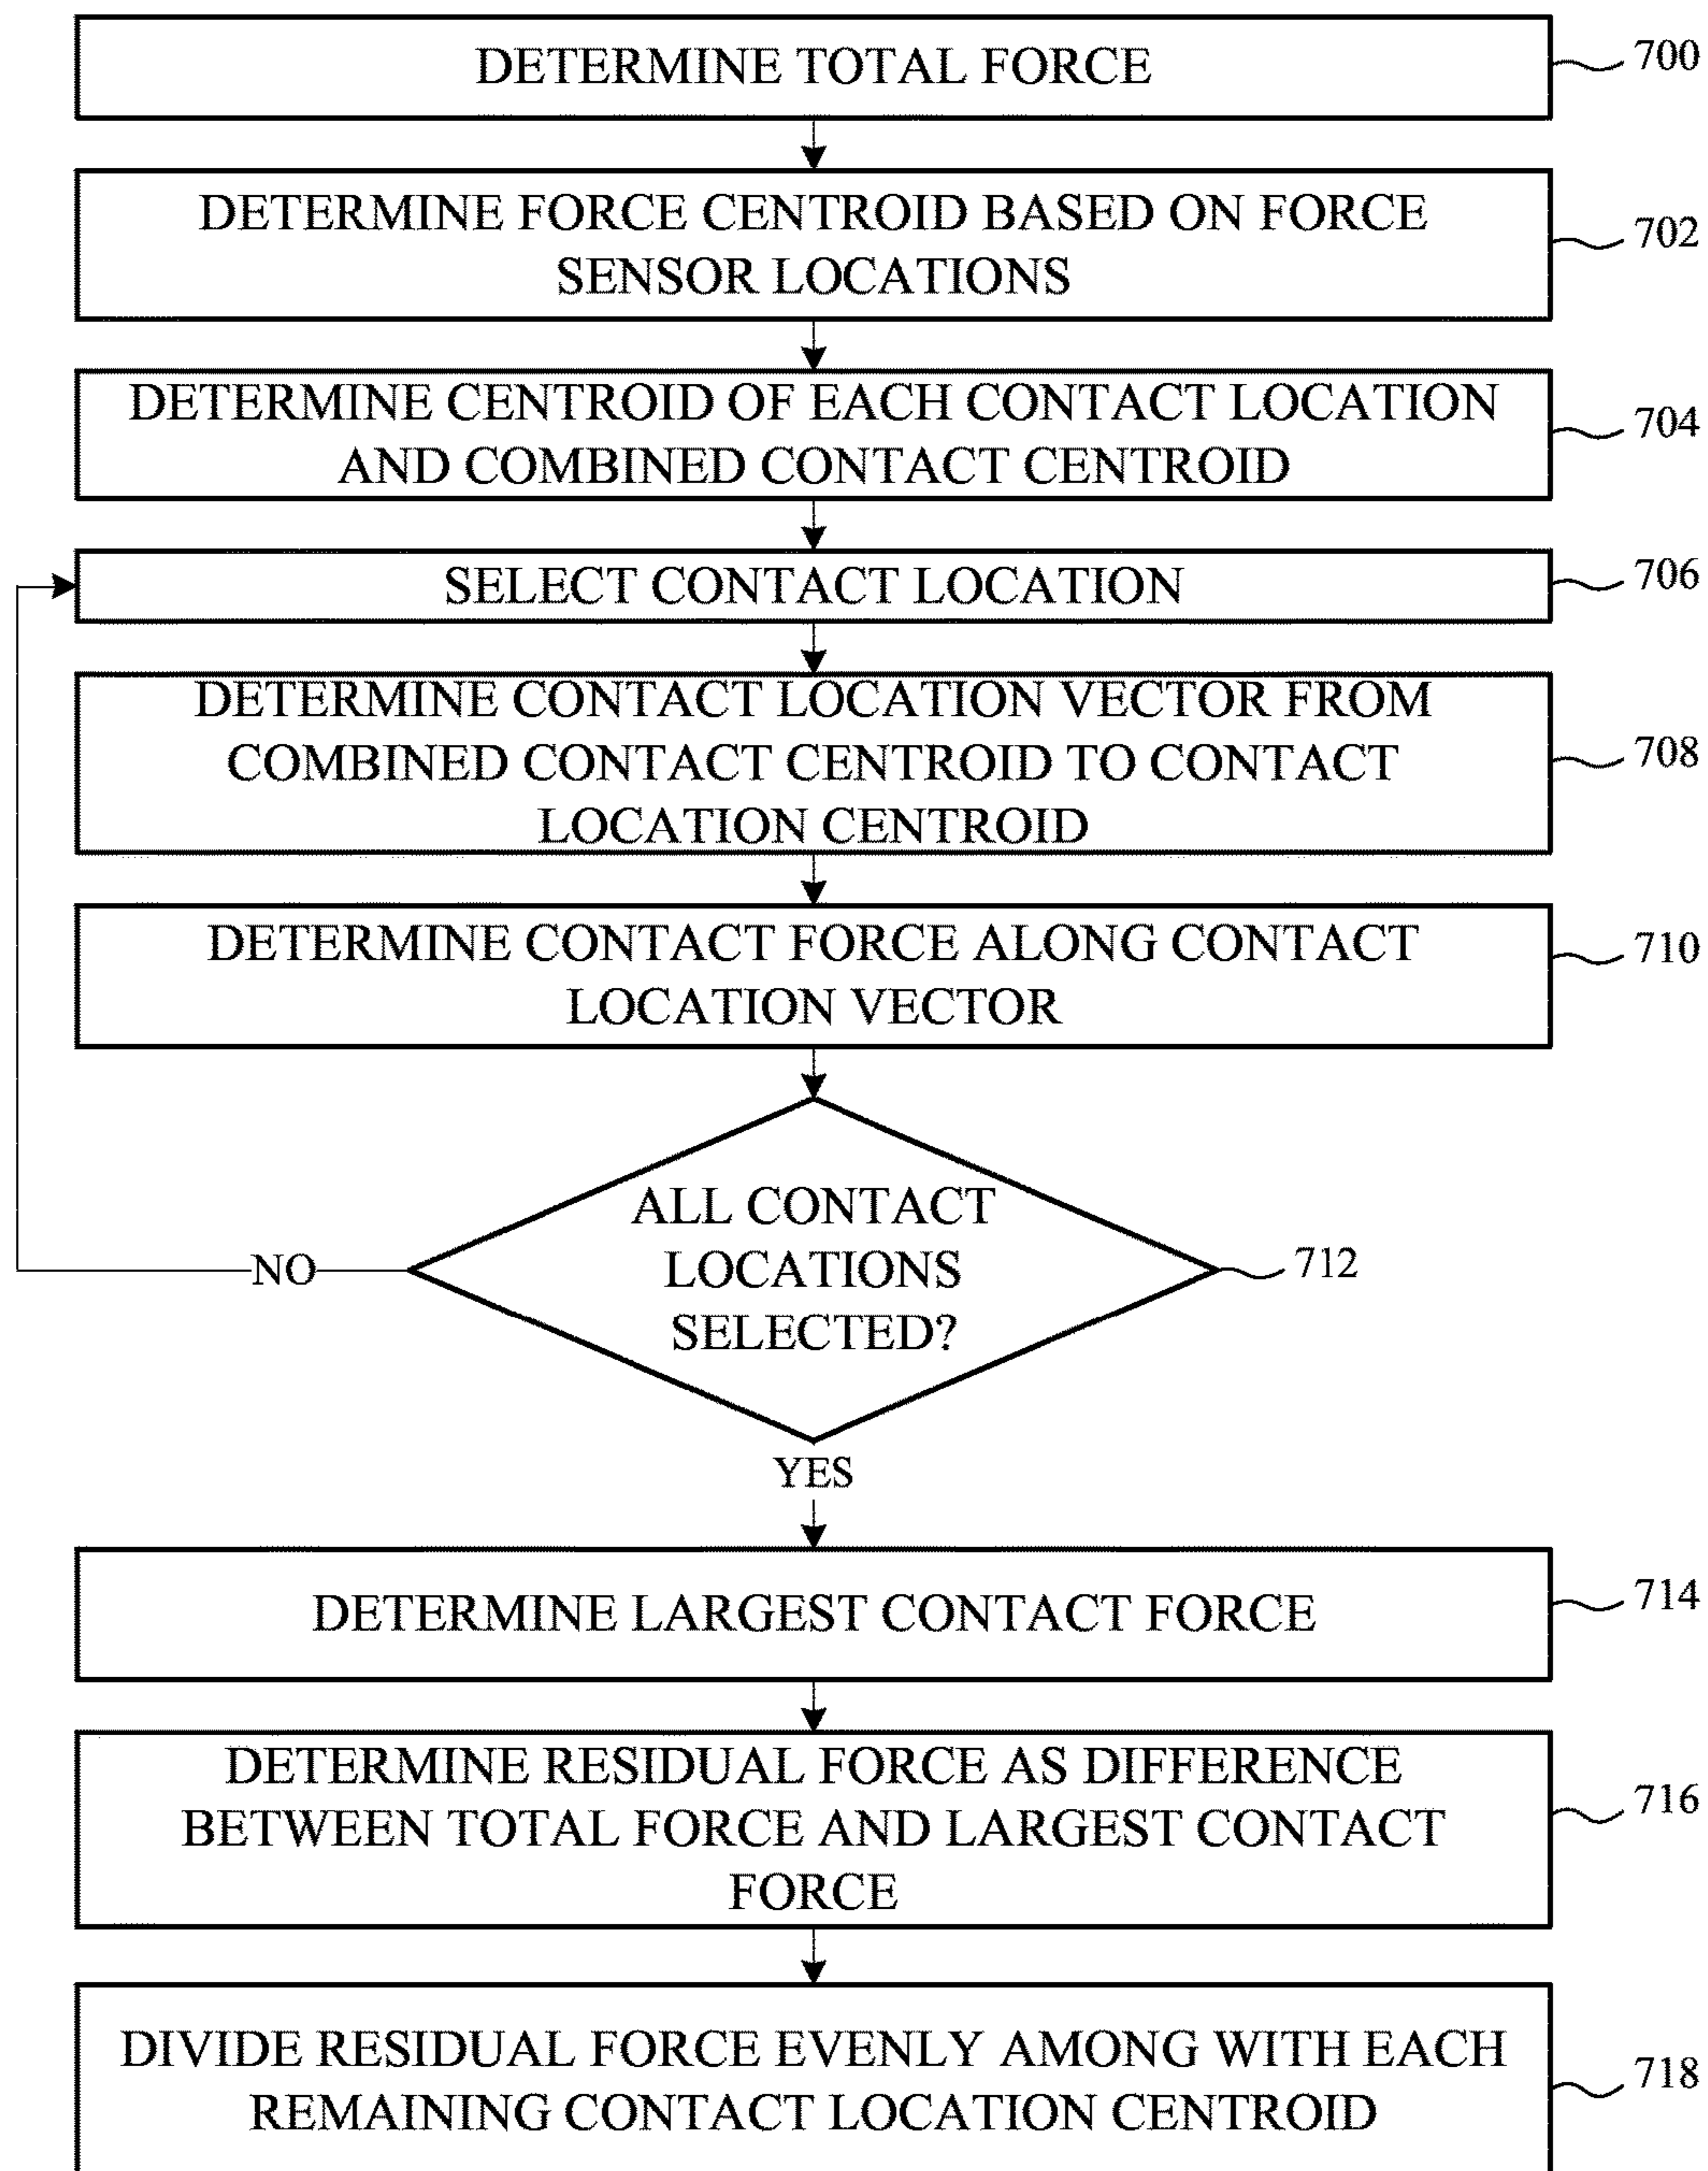 DETERMINE TOTAL FORCE
700
DETERMINE FORCE CENTROID BASED ON FORCE
SENSOR LOCATIONS
702
DETERMINE CENTROID OF EACH CONTACT LOCATION
AND COMBINED CONTACT CENTROID
704
SELECT CONTACT LOCATION
706
DETERMINE CONTACT LOCATION VECTOR FROM
COMBINED CONTACT CENTROID TO CONTACT
LOCATION CENTROID
708
DETERMINE CONTACT FORCE ALONG CONTACT
LOCATION VECTOR
710
ALL CONTACT
LOCATIONS
SELECTED?
712
NO
YES
DETERMINE LARGEST CONTACT FORCE
714
DETERMINE RESIDUAL FORCE AS DIFFERENCE
BETWEEN TOTAL FORCE AND LARGEST CONTACT
FORCE
716
DIVIDE RESIDUAL FORCE EVENLY AMONG WITH EACH
REMAINING CONTACT LOCATION CENTROID
718